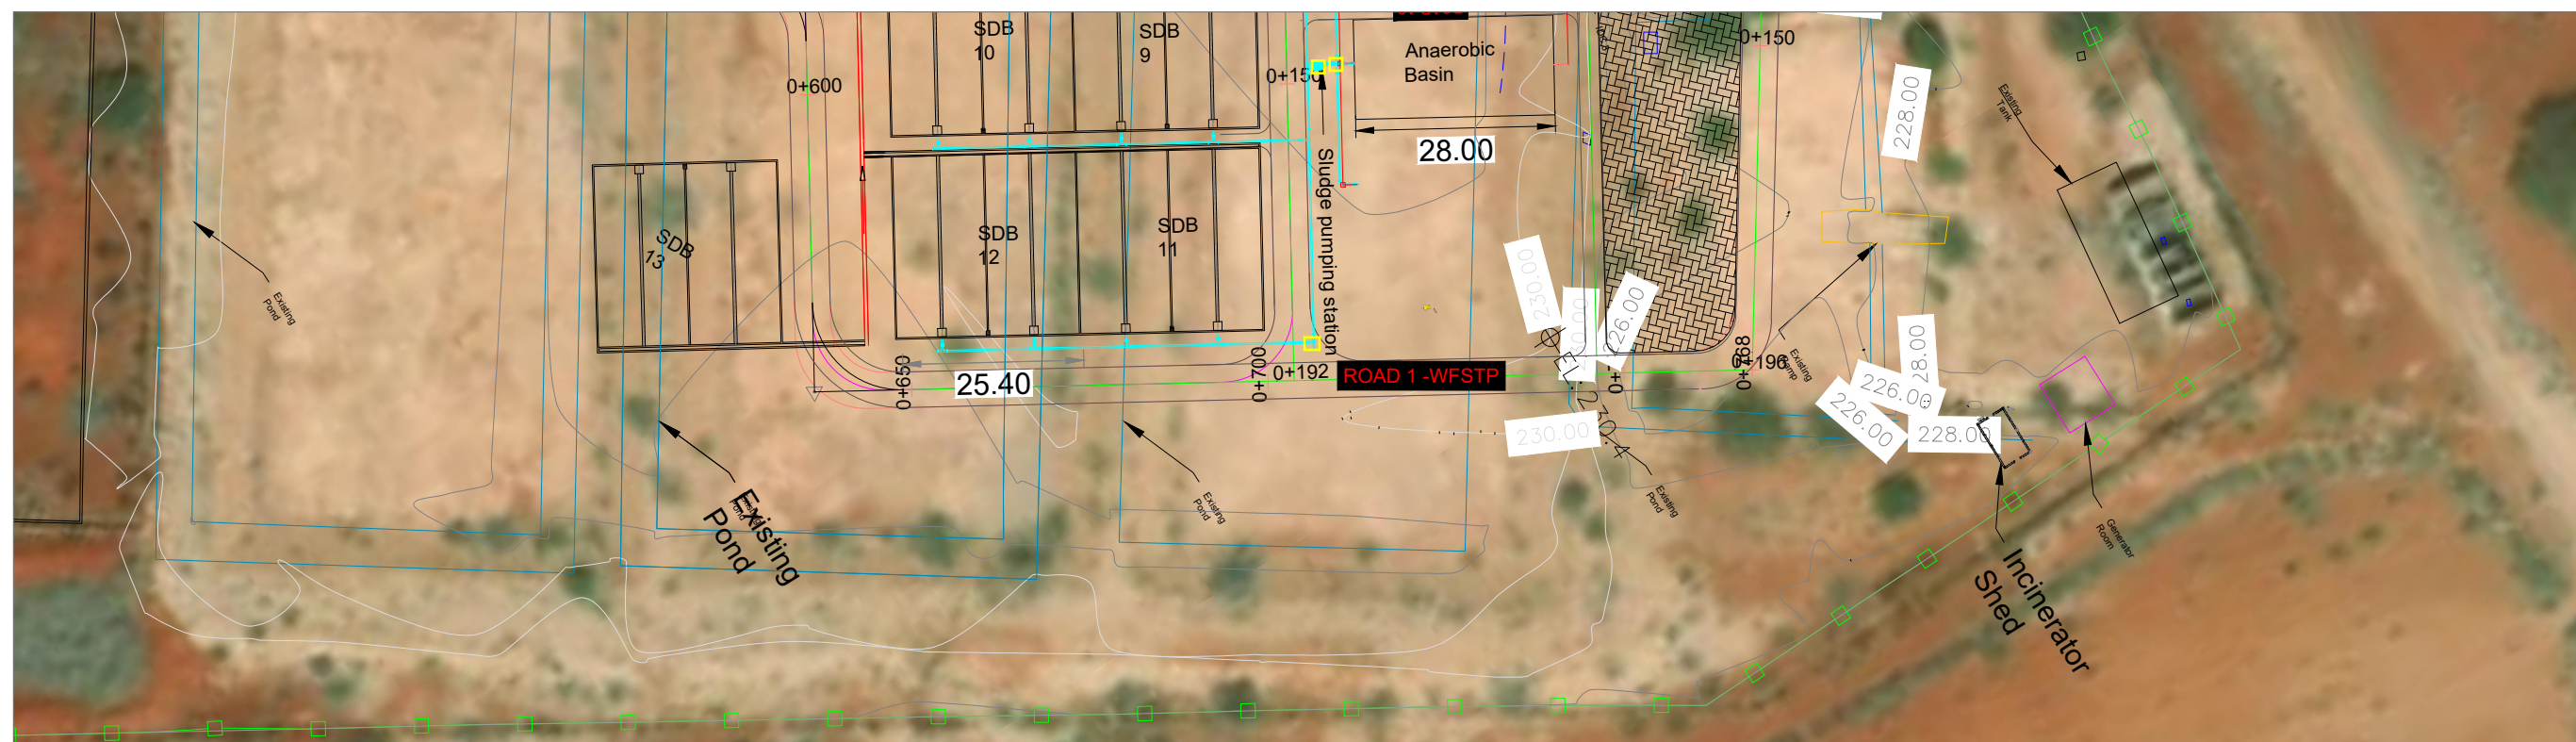 SDB
10
SDB
9
0+150
Anaerobic
Basin
0+150
0+600
28.00
228.00
Existing
Tank
Sludge pumping station
SDB
13
SDB
12
SDB
11
Existing
Pond
230.00
226.00
228.00
0+650
25.40
0+700
0+192
ROAD 1 -WFSTP
0+196
Existing
226.00
226.00
228.00
230.00
Existing
Pond
Existing
Pond
Existing
Pond
Generator
Room
Incinerator
Shed